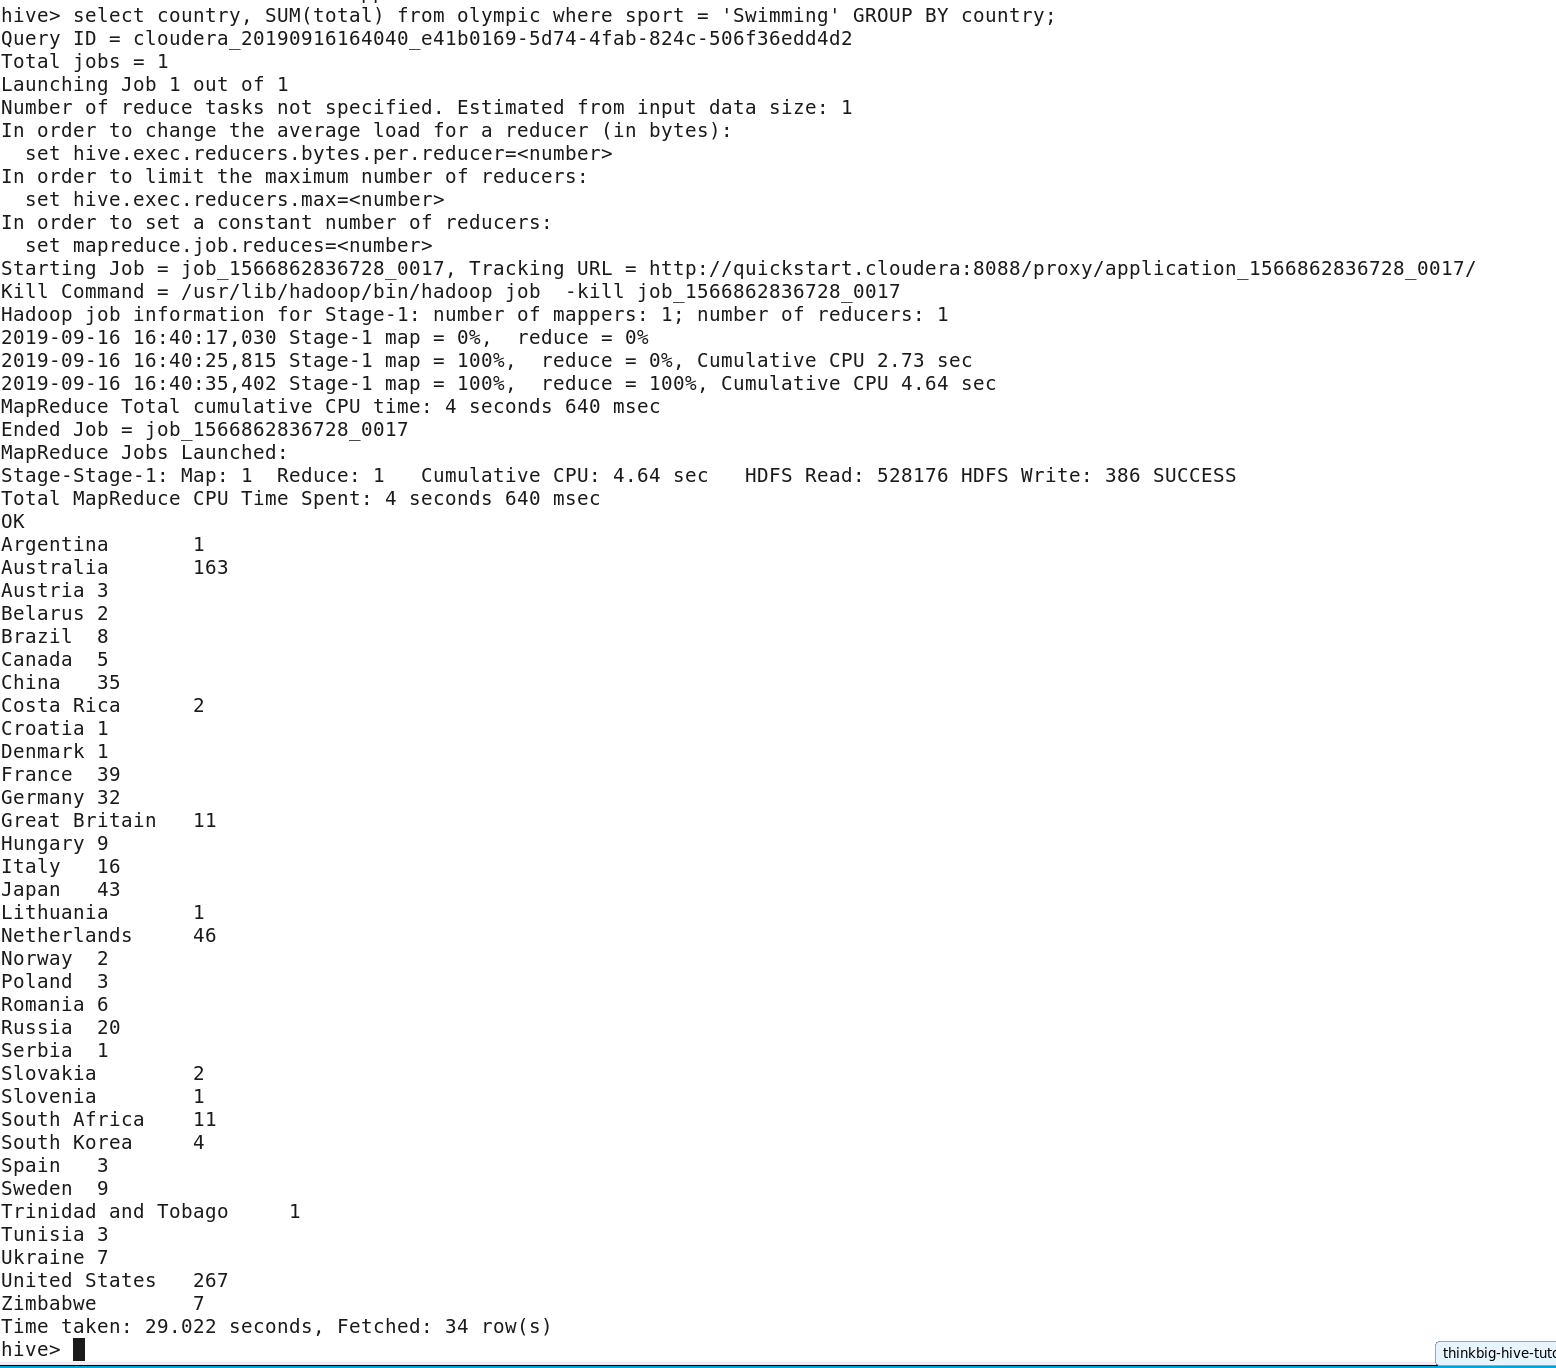 hive> select country, SUM(total) from olympic where sport = 'Swimming' GROUP BY country;
Query ID = cloudera_20190916164040_e41b0169-5d74-4fab-824c-506f36edd4d2
Total jobs = 1
Launching Job 1 out of 1
Number of reduce tasks not specified. Estimated from input data size: 1
In order to change the average load for a reducer (in bytes):
  set hive.exec.reducers.bytes.per.reducer=<number>
In order to limit the maximum number of reducers:
  set hive.exec.reducers.max=<number>
In order to set a constant number of reducers:
  set mapreduce.job.reduces=<number>
Starting Job = job_1566862836728_0017, Tracking URL = http://quickstart.cloudera:8088/proxy/application_1566862836728_0017/
Kill Command = /usr/lib/hadoop/bin/hadoop job  -kill job_1566862836728_0017
Hadoop job information for Stage-1: number of mappers: 1; number of reducers: 1
2019-09-16 16:40:17,030 Stage-1 map = 0%,  reduce = 0%
2019-09-16 16:40:25,815 Stage-1 map = 100%,  reduce = 0%, Cumulative CPU 2.73 sec
2019-09-16 16:40:35,402 Stage-1 map = 100%,  reduce = 100%, Cumulative CPU 4.64 sec
MapReduce Total cumulative CPU time: 4 seconds 640 msec
Ended Job = job_1566862836728_0017
MapReduce Jobs Launched:
Stage-Stage-1: Map: 1  Reduce: 1   Cumulative CPU: 4.64 sec   HDFS Read: 528176 HDFS Write: 386 SUCCESS
Total MapReduce CPU Time Spent: 4 seconds 640 msec
OK
Argentina	1
Australia	163
Austria	3
Belarus	2
Brazil	8
Canada	5
China	35
Costa Rica	2
Croatia	1
Denmark	1
France	39
Germany	32
Great Britain	11
Hungary	9
Italy	16
Japan	43
Lithuania	1
Netherlands	46
Norway	2
Poland	3
Romania	6
Russia	20
Serbia	1
Slovakia	2
Slovenia	1
South Africa	11
South Korea	4
Spain	3
Sweden	9
Trinidad and Tobago	1
Tunisia	3
Ukraine	7
United States	267
Zimbabwe	7
Time taken: 29.022 seconds, Fetched: 34 row(s)
hive>
thinkbig-hive-tuto